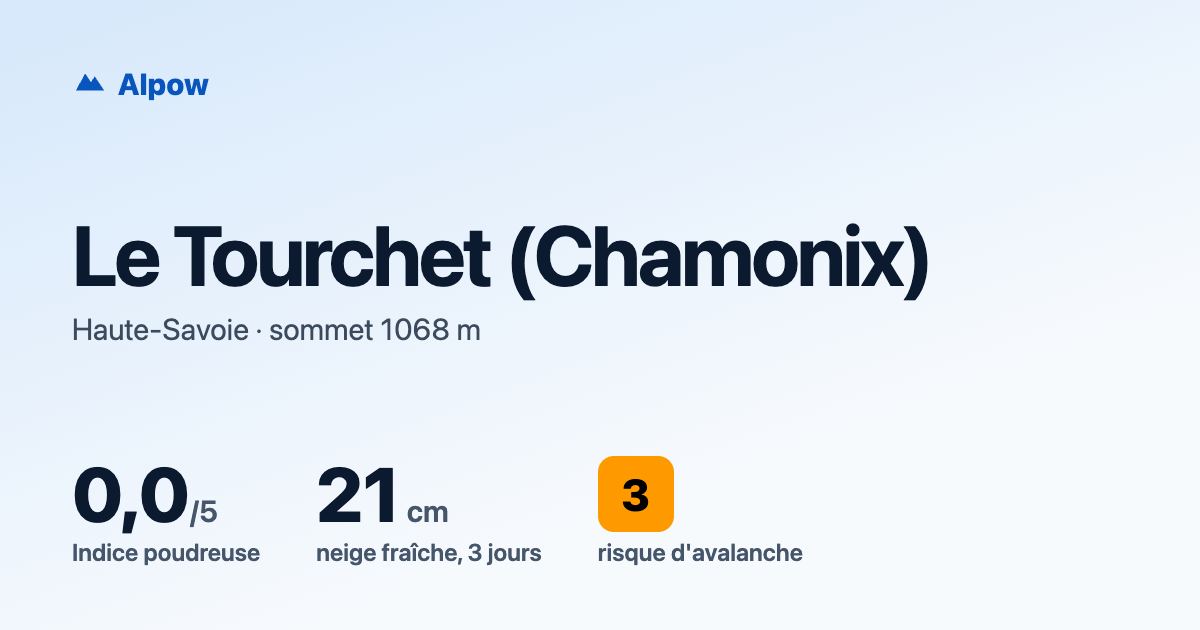 Alpow
Le Tourchet (Chamonix)
Haute-Savoie · sommet 1068 m
0,0/5
Indice poudreuse
21 cm
neige fraîche, 3 jours
3
risque d'avalanche